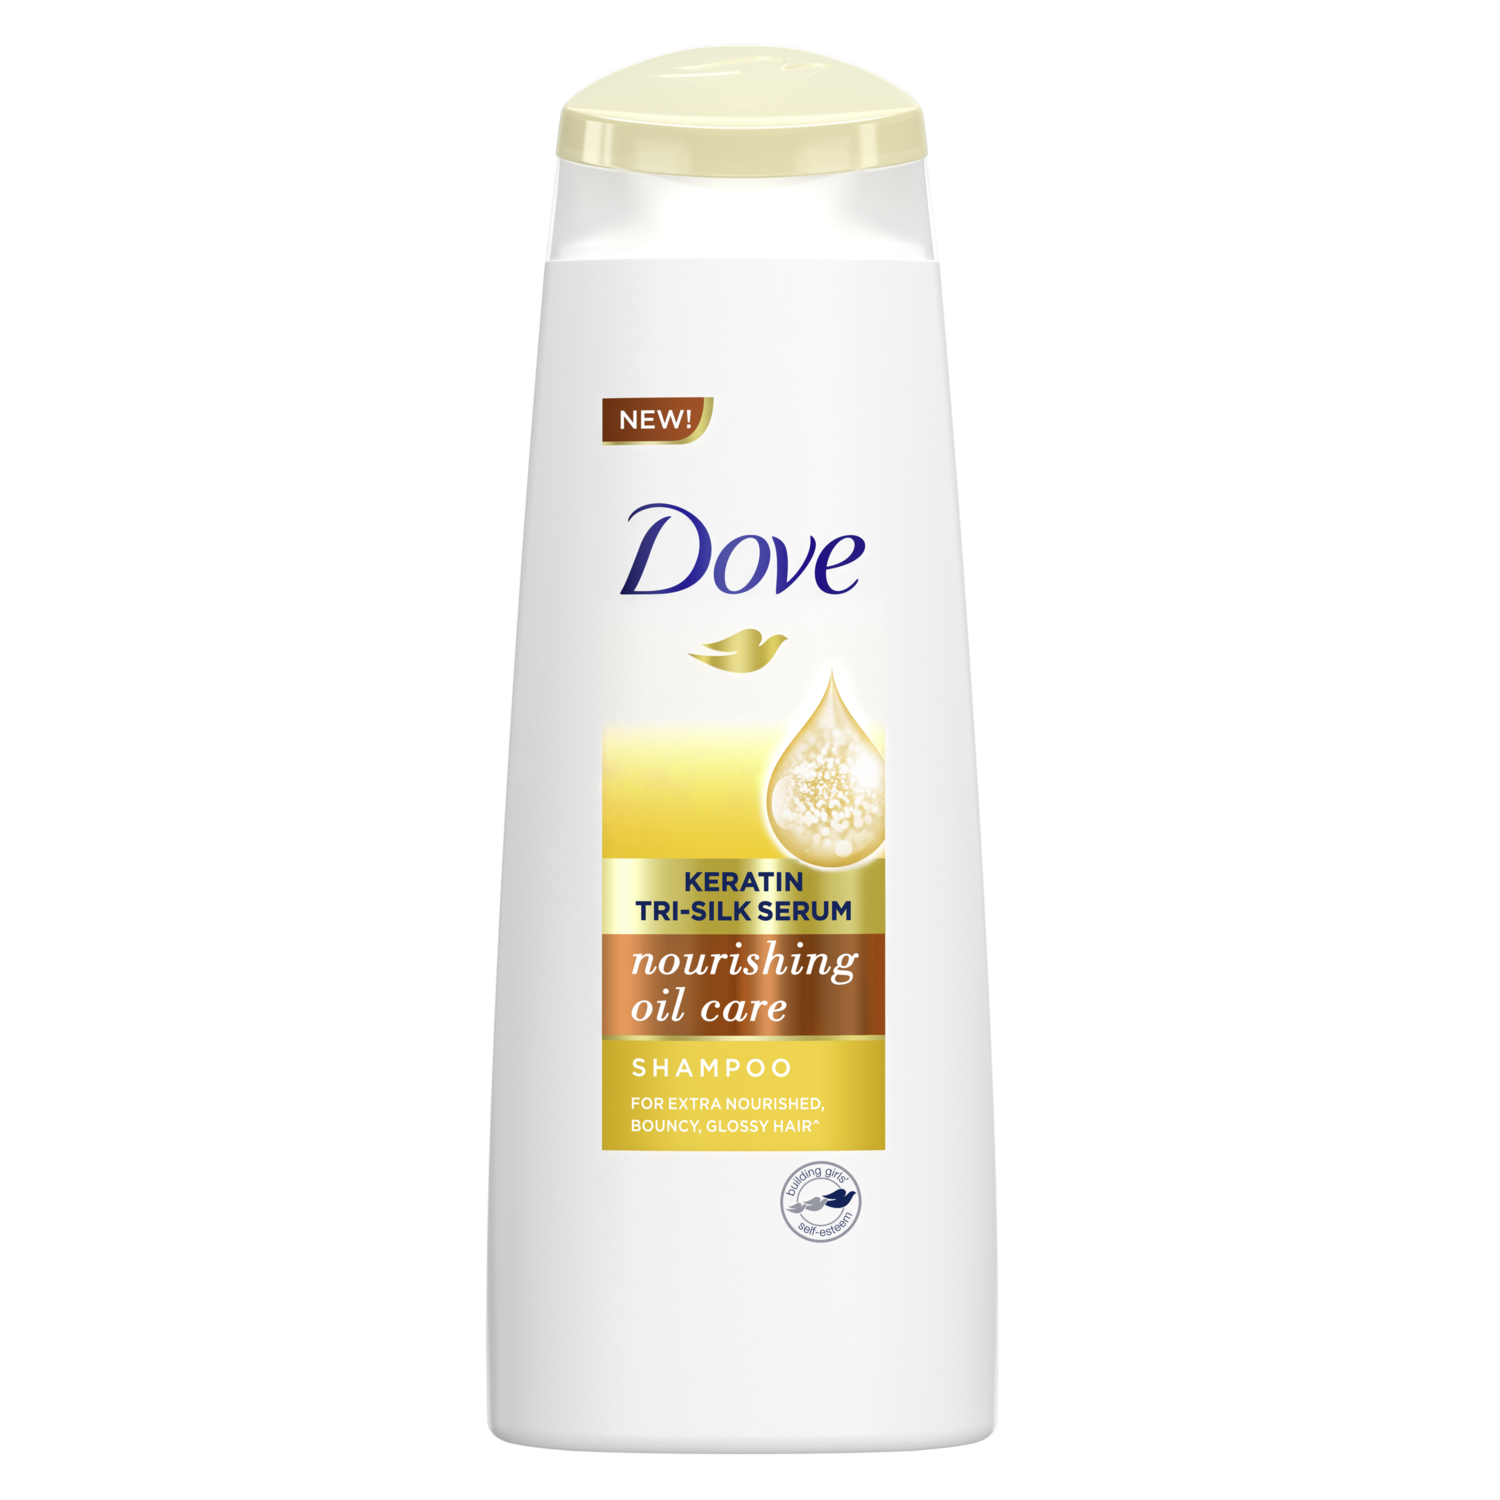 NEW!
Dove
KERATIN
TRI-SILK SERUM
nourishing
oil care
SHAMPOO
FOR EXTRA NOURISHED,
BOUNCY, GLOSSY HAIR^
building girls'
self-esteem